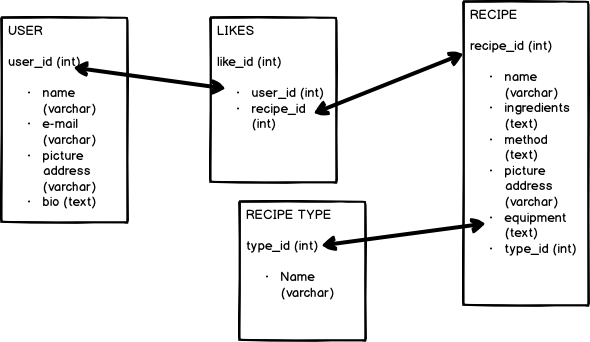 USER
user_id (int)
· name
(varchar)
· e-mail
(varchar)
· picture
address
(varchar)
· bio (text)
LIKES
like_id (int)
· user_id (int)
· recipe_id
(int)
RECIPE
recipe_id (int)
· name
(varchar)
· ingredients
(text)
· method
(text)
· picture
address
(varchar)
· equipment
(text)
· type_id (int)
RECIPE TYPE
type_id (int)
· Name
(varchar)